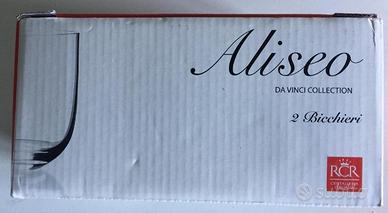 Aliseo
DA VINCI COLLECTION
2 Bicchieri
RCR